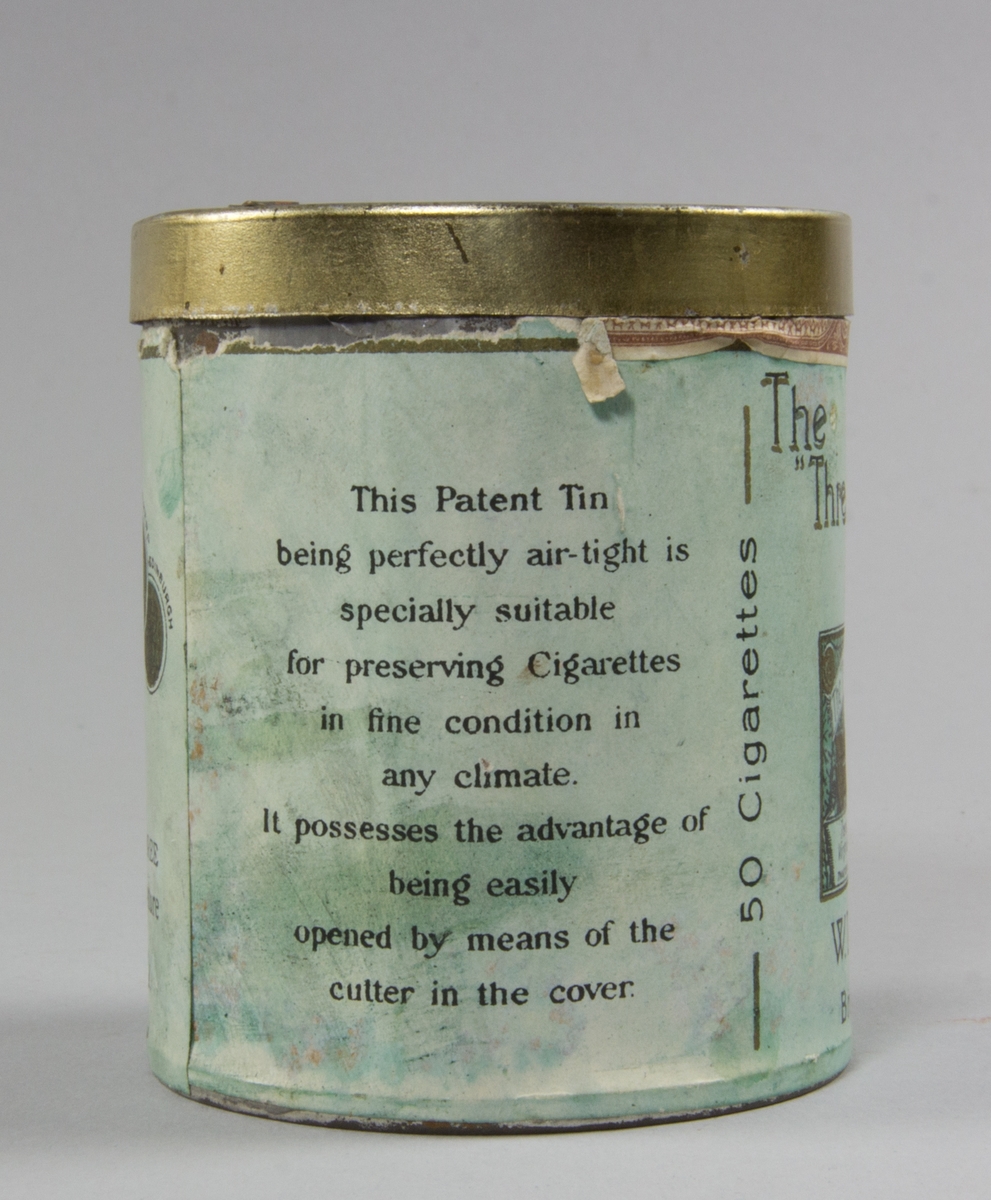 This Patent Tin
being perfectly air-tight is
specially suitable
for preserving Cigarettes
in fine condition in
any climate.
It possesses the advantage of
being easily
opened by means of the
cutter in the cover.
50 Cigarettes
The